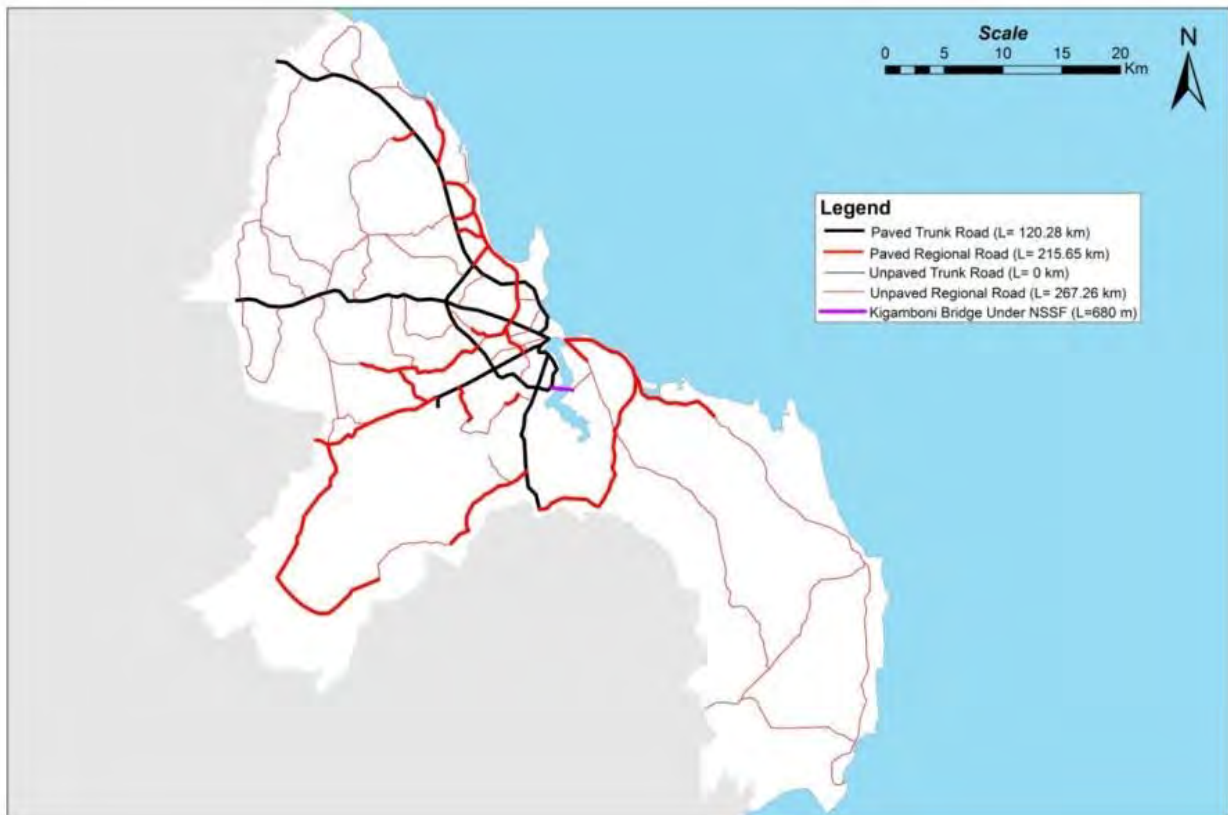 Scale
0 5 10 15 20
Km
N
Legend
Paved Trunk Road (L= 120.28 km)
Paved Regional Road (L= 215.65 km)
Unpaved Trunk Road (L= 0 km)
Unpaved Regional Road (L= 267.26 km)
Kigamboni Bridge Under NSSF (L=680 m)